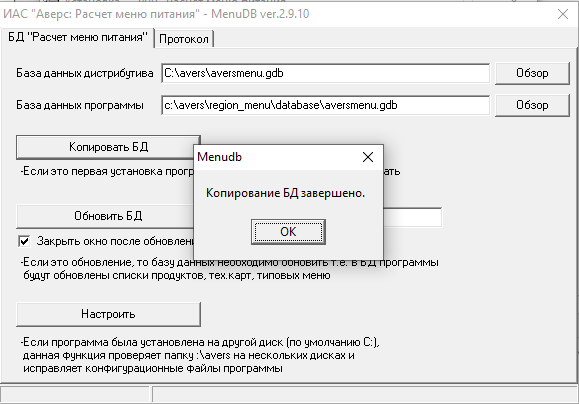 ИАС "Аверс: Расчет меню питания" - MenuDB ver.2.9.10
БД "Расчет меню питания"
Протокол
База данных дистрибутива
C:\avers\aversmenu.gdb
Обзор
База данных программы
c:\avers\region_menu\database\aversmenu.gdb
Обзор
Копировать БД
-Если это первая установка прогр
ать
Menudb
Копирование БД завершено.
OK
Обновить БД
Закрыть окно после обновлени
-Если это обновление, то базу данных необходимо обновить т.е. в БД программы
будут обновлены списки продуктов, тех.карт, типовых меню
Настроить
-Если программа была установлена на другой диск (по умолчанию C:),
данная функция проверяет папку :\avers на нескольких дисках и
исправляет конфигурационные файлы программы